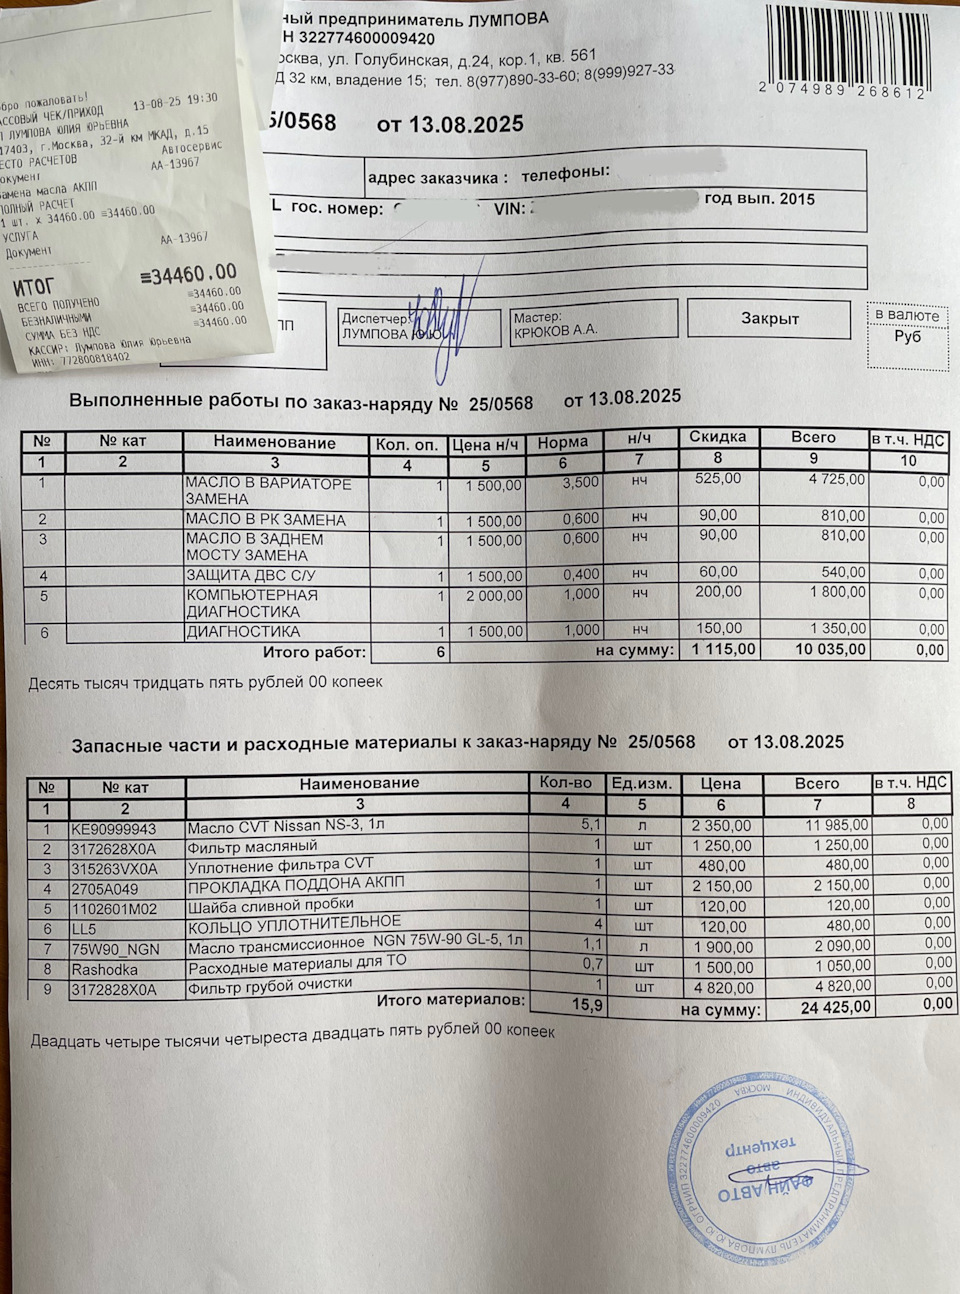 ный предприниматель ЛУМПОВА
Н 322774600009420
осква, ул. Голубинская, д.24, кор.1, кв. 561
Д 32 км, владение 15; тел. 8(977)890-33-60; 8(999)927-33
2 074989 268612
5/0568 от 13.08.2025
адрес заказчика : телефоны:
L гос. номер: VIN: год вып. 2015
ПП
Диспетчер:
ЛУМПОВА Ю.Ю.
Мастер:
КРЮКОВ А.А.
Закрыт
в валюте
Руб
бро пожаловать!
АССОВЫЙ ЧЕК/ПРИХОД 13-08-25 19:30
П ЛУМПОВА ЮЛИЯ ЮРЬЕВНА
17403, г.Москва, 32-й км МКАД, д.15
ЕСТО РАСЧЕТОВ Автосервис
окумент АА-13967
амена масла АКПП
ПОЛНЫЙ РАСЧЕТ
1 шт. x 34460.00 ≡34460.00
УСЛУГА
Документ АА-13967
ИТОГ ≡34460.00
ВСЕГО ПОЛУЧЕНО ≡34460.00
БЕЗНАЛИЧНЫМИ ≡34460.00
СУММА БЕЗ НДС ≡34460.00
КАССИР: Лумпова Юлия Юрьевна
ИНН: 772800818402
Выполненные работы по заказ-наряду № 25/0568 от 13.08.2025
№ № кат Наименование Кол. оп. Цена н/ч Норма н/ч Скидка Всего в т.ч. НДС
1 2 3 4 5 6 7 8 9 10
1 МАСЛО В ВАРИАТОРЕ 1 1 500,00 3,500 нч 525,00 4 725,00 0,00
ЗАМЕНА
2 МАСЛО В РК ЗАМЕНА 1 1 500,00 0,600 нч 90,00 810,00 0,00
3 МАСЛО В ЗАДНЕМ 1 1 500,00 0,600 нч 90,00 810,00 0,00
МОСТУ ЗАМЕНА
4 ЗАЩИТА ДВС С/У 1 1 500,00 0,400 нч 60,00 540,00 0,00
5 КОМПЬЮТЕРНАЯ 1 2 000,00 1,000 нч 200,00 1 800,00 0,00
ДИАГНОСТИКА
6 ДИАГНОСТИКА 1 1 500,00 1,000 нч 150,00 1 350,00 0,00
Итого работ: 6 на сумму: 1 115,00 10 035,00 0,00
Десять тысяч тридцать пять рублей 00 копеек
Запасные части и расходные материалы к заказ-наряду № 25/0568 от 13.08.2025
№ № кат Наименование Кол-во Ед.изм. Цена Всего в т.ч. НДС
1 2 3 4 5 6 7 8
1 KE90999943 Масло CVT Nissan NS-3, 1л 5,1 л 2 350,00 11 985,00 0,00
2 3172628X0A Фильтр масляный 1 шт 1 250,00 1 250,00 0,00
3 315263VX0A Уплотнение фильтра CVT 1 шт 480,00 480,00 0,00
4 2705A049 ПРОКЛАДКА ПОДДОНА АКПП 1 шт 2 150,00 2 150,00 0,00
5 1102601M02 Шайба сливной пробки 1 шт 120,00 120,00 0,00
6 LL5 КОЛЬЦО УПЛОТНИТЕЛЬНОЕ 4 шт 120,00 480,00 0,00
7 75W90_NGN Масло трансмиссионное NGN 75W-90 GL-5, 1л 1,1 л 1 900,00 2 090,00 0,00
8 Rashodka Расходные материалы для ТО 0,7 шт 1 500,00 1 050,00 0,00
9 3172828X0A Фильтр грубой очистки 1 шт 4 820,00 4 820,00 0,00
Итого материалов: 15,9 на сумму: 24 425,00 0,00
Двадцать четыре тысячи четыреста двадцать пять рублей 00 копеек
ИНДИВИДУАЛЬНЫЙ ПРЕДПРИНИМАТЕЛЬ ЛУМПОВА Ю.Ю. ОГРНИП 322774600009420 МОСКВА
ФАЙН АВТО
авто
техцентр